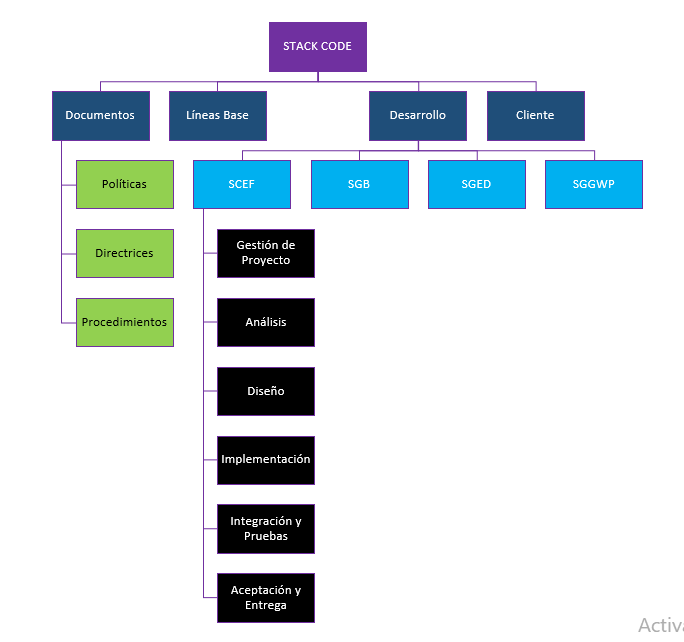 STACK CODE
Documentos
Líneas Base
Desarrollo
Cliente
Políticas
SCEF
SGB
SGED
SGGWP
Directrices
Gestión de
Proyecto
Procedimientos
Análisis
Diseño
Implementación
Integración y
Pruebas
Aceptación y
Entrega